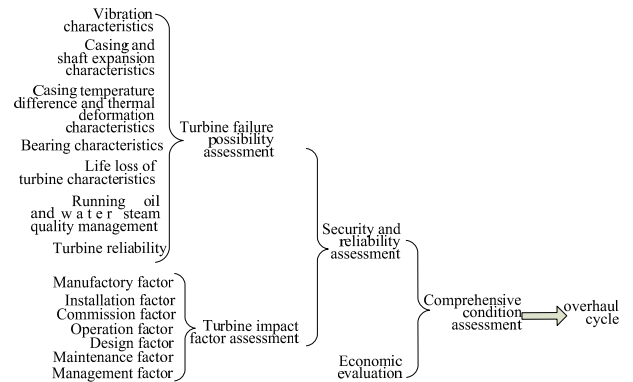 Vibration
characteristics
Casing and
shaft expansion
characteristics
Casing temperature
difference and thermal
deformation
characteristics
Bearing characteristics
Life loss of
turbine characteristics
Running oil
and water steam
quality management
Turbine reliability
Turbine failure
possibility
assessment
Manufactory factor
Installation factor
Commission factor
Operation factor
Design factor
Maintenance factor
Management factor
Turbine impact
factor assessment
Security and
reliability
assessment
Economic
evaluation
Comprehensive
condition
assessment
overhaul
cycle